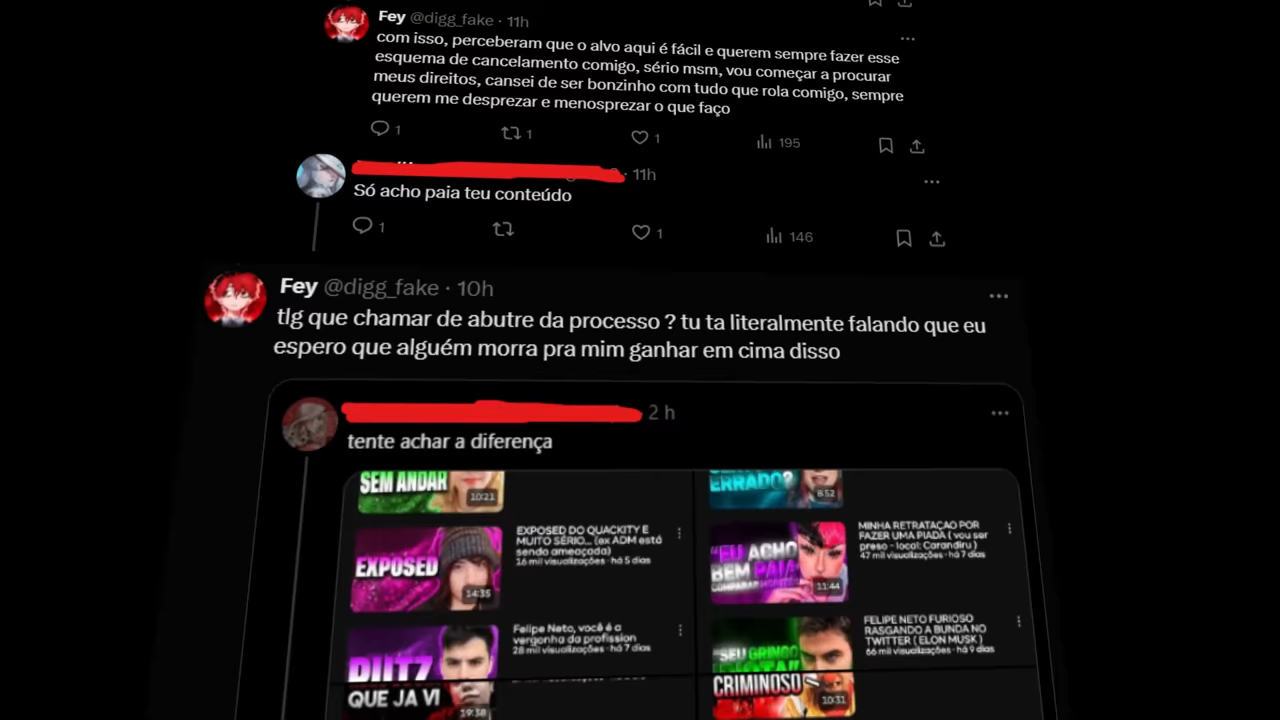 Fey @digg_fake · 11h
com isso, perceberam que o alvo aqui é fácil e querem sempre fazer esse
esquema de cancelamento comigo, sério msm, vou começar a procurar
meus direitos, cansei de ser bonzinho com tudo que rola comigo, sempre
querem me desprezar e menosprezar o que faço
1 1 1 195
· 11h
Só acho paia teu conteúdo
1 1 146
Fey @digg_fake · 10h
tlg que chamar de abutre da processo ? tu ta literalmente falando que eu
espero que alguém morra pra mim ganhar em cima disso
2 h
tente achar a diferença
SEM ANDAR
10:21
ERRADO?
8:52
EXPOSED
14:35
EXPOSED DO QUACKITY E
MUITO SÉRIO... (ex ADM está
sendo ameaçada)
16 mil visualizações · há 5 dias
"EU ACHO
BEM PAIA
COMPARAR
11:44
MINHA RETRATAÇAO POR
FAZER UMA PIADA ( vou ser
preso - local: Carandiru )
47 mil visualizações · há 7 dias
PUTZ
Felipe Neto, você é a
vergonha da profission
28 mil visualizações · há 7 dias
"SEU GRINGO
FELIPE NETO FURIOSO
RASGANDO A BUNDA NO
TWITTER ( ELON MUSK )
66 mil visualizações · há 9 dias
QUE JA VI
19:38
CRIMINOSO
10:31